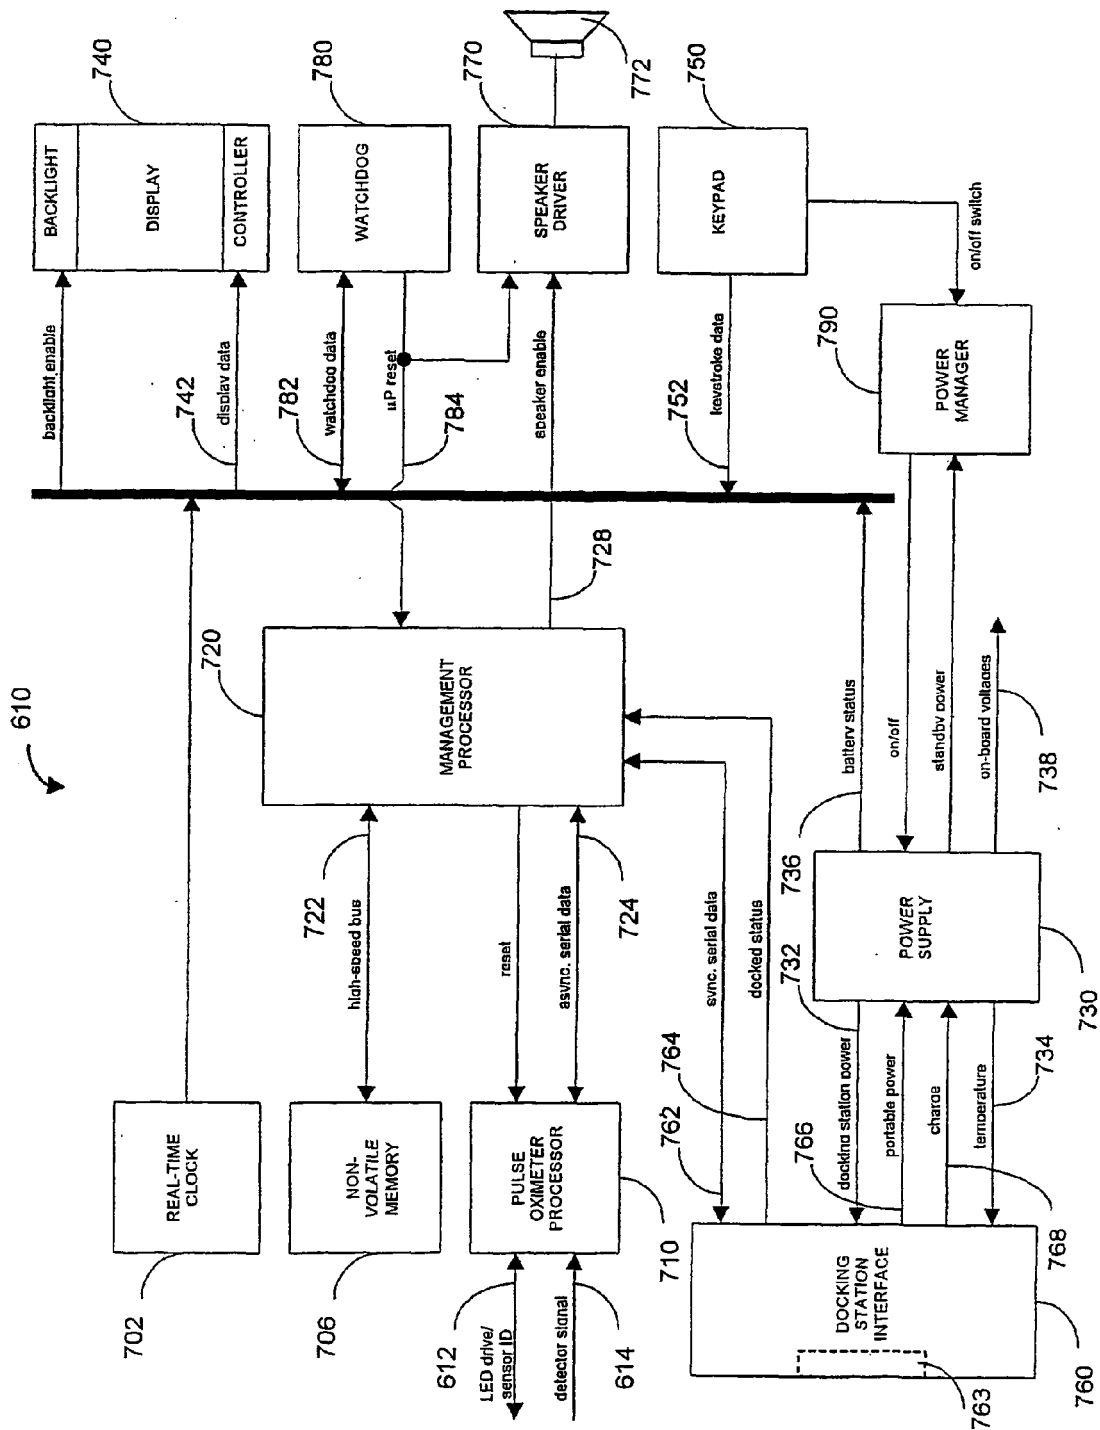 610
740
BACKLIGHT
DISPLAY
CONTROLLER
780
WATCHDOG
770
SPEAKER
DRIVER
772
750
KEYPAD
backlight enable
742
display data
782
watchdog data
µP reset
784
speaker enable
752
keystroke data
on/off switch
790
POWER
MANAGER
720
MANAGEMENT
PROCESSOR
728
722
high-speed bus
reset
async. serial data
724
sync. serial data
docked status
battery status
on/off
standby power
on-board voltages
738
736
732
POWER
SUPPLY
730
702
REAL-TIME
CLOCK
706
NON-
VOLATILE
MEMORY
PULSE
OXIMETER
PROCESSOR
710
612
LED drive/
sensor ID
detector signal
614
762
764
docking station power
portable power
766
charge
temperature
734
768
DOCKING
STATION
INTERFACE
763
760